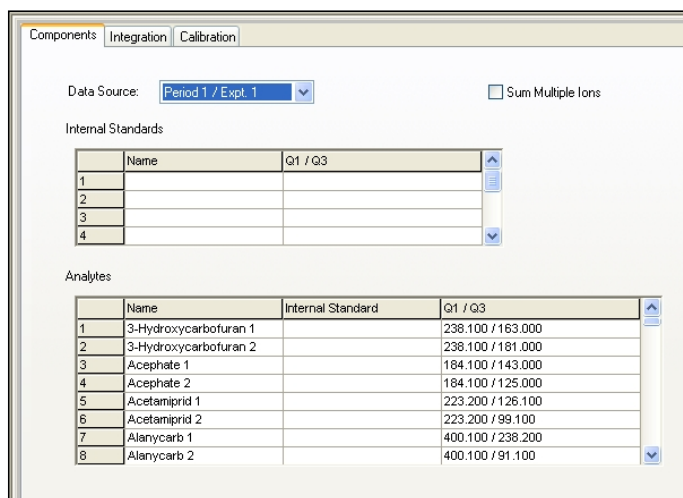 Components Integration Calibration
Data Source: Period 1 / Expt. 1 Sum Multiple Ions
Internal Standards
Name Q1 / Q3
1
2
3
4
Analytes
Name Internal Standard Q1 / Q3
1 3-Hydroxycarbofuran 1 238.100 / 163.000
2 3-Hydroxycarbofuran 2 238.100 / 181.000
3 Acephate 1 184.100 / 143.000
4 Acephate 2 184.100 / 125.000
5 Acetamiprid 1 223.200 / 126.100
6 Acetamiprid 2 223.200 / 99.100
7 Alanycarb 1 400.100 / 238.200
8 Alanycarb 2 400.100 / 91.100